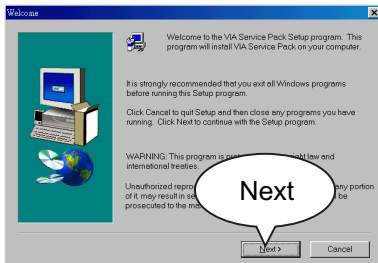 Welcome
Welcome to the VIA Service Pack Setup program. This
program will install VIA Service Pack on your computer.
It is strongly recommended that you exit all Windows programs
before running this Setup program.
Click Cancel to quit Setup and then close any programs you have
running. Click Next to continue with the Setup program.
WARNING: This program is law and
international treaties.
Unauthorized any portion
of it, may result in be
prosecuted to the
Next
Next >
Cancel